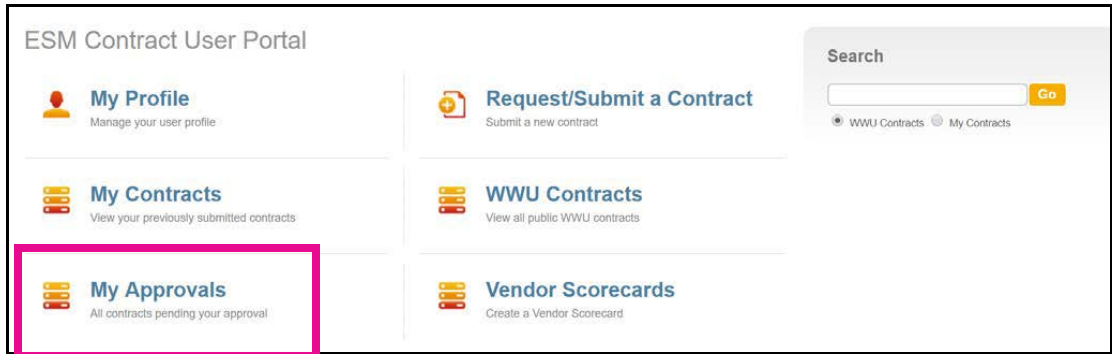 ESM Contract User Portal
My Profile
Manage your user profile
Request/Submit a Contract
Submit a new contract
My Contracts
View your previously submitted contracts
WWU Contracts
View all public WWU contracts
My Approvals
All contracts pending your approval
Vendor Scorecards
Create a Vendor Scorecard
Search
Go
WWU Contracts My Contracts